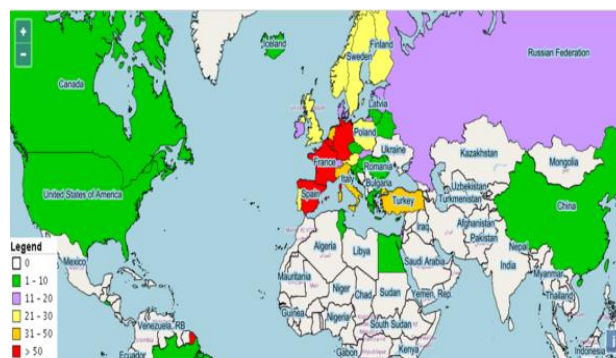 +
−
Iceland
Finland
Sweden
Russian Federation
Canada
Latvia
Poland
Ukraine
Kazakhstan
Mongolia
France
Romania
Italy
Bulgaria
Uzbekistan
Spain
Turkey
Turkmenistan
United States of America
China
Iraq
Afghanistan
Pakistan
Algeria
Libya
Nepal
Legend
Mexico
Saudi Arabia
India
Myanmar
0
1 - 10
11 - 20
21 - 30
31 - 50
> 50
Mauritania
Niger
Chad
Sudan
Yemen, Rep.
Thailand
Guinea
Nigeria
South Sudan
Venezuela, RB
Ecuador
Gabon
Kenya
Indonesia